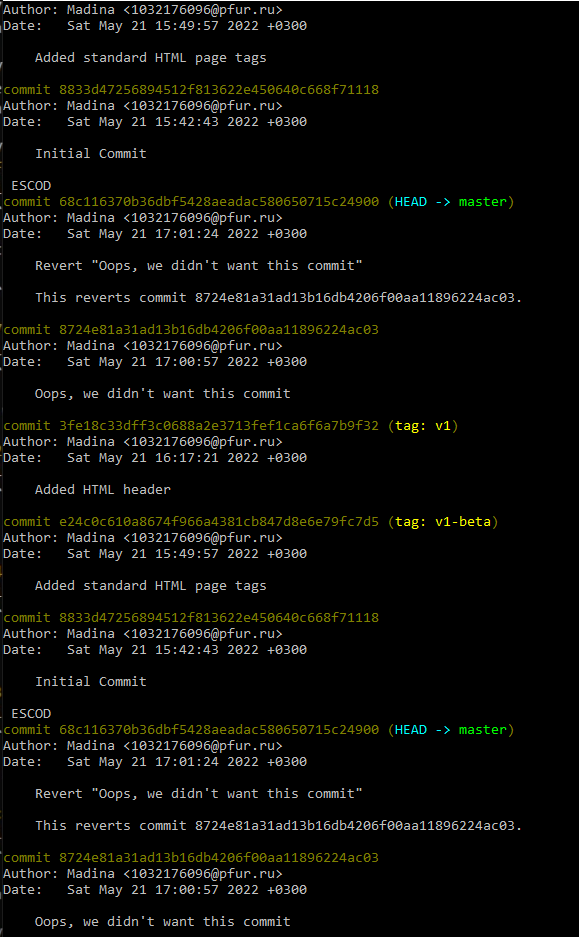 Author: Madina <1032176096@pfur.ru>
Date:   Sat May 21 15:49:57 2022 +0300
Added standard HTML page tags
commit 8833d47256894512f813622e450640c668f71118
Author: Madina <1032176096@pfur.ru>
Date:   Sat May 21 15:42:43 2022 +0300
Initial Commit
ESCOD
commit 68c116370b36dbf5428aeadac580650715c24900 (HEAD -> master)
Author: Madina <1032176096@pfur.ru>
Date:   Sat May 21 17:01:24 2022 +0300
Revert "Oops, we didn't want this commit"
This reverts commit 8724e81a31ad13b16db4206f00aa11896224ac03.
commit 8724e81a31ad13b16db4206f00aa11896224ac03
Author: Madina <1032176096@pfur.ru>
Date:   Sat May 21 17:00:57 2022 +0300
Oops, we didn't want this commit
commit 3fe18c33dff3c0688a2e3713fef1ca6f6a7b9f32 (tag: v1)
Author: Madina <1032176096@pfur.ru>
Date:   Sat May 21 16:17:21 2022 +0300
Added HTML header
commit e24c0c610a8674f966a4381cb847d8e6e79fc7d5 (tag: v1-beta)
Author: Madina <1032176096@pfur.ru>
Date:   Sat May 21 15:49:57 2022 +0300
Added standard HTML page tags
commit 8833d47256894512f813622e450640c668f71118
Author: Madina <1032176096@pfur.ru>
Date:   Sat May 21 15:42:43 2022 +0300
Initial Commit
ESCOD
commit 68c116370b36dbf5428aeadac580650715c24900 (HEAD -> master)
Author: Madina <1032176096@pfur.ru>
Date:   Sat May 21 17:01:24 2022 +0300
Revert "Oops, we didn't want this commit"
This reverts commit 8724e81a31ad13b16db4206f00aa11896224ac03.
commit 8724e81a31ad13b16db4206f00aa11896224ac03
Author: Madina <1032176096@pfur.ru>
Date:   Sat May 21 17:00:57 2022 +0300
Oops, we didn't want this commit